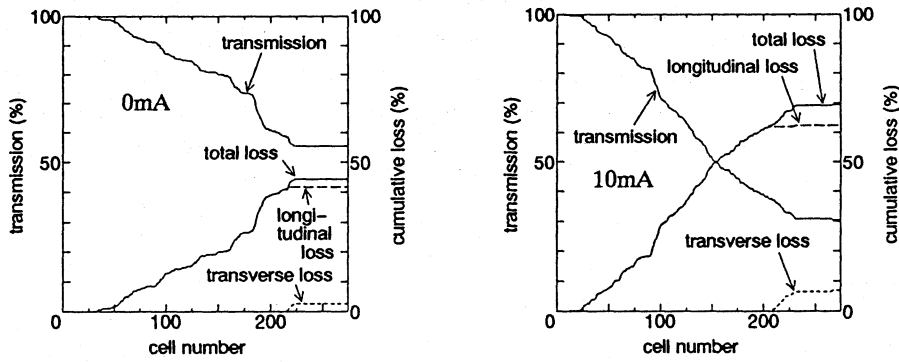 100
50
0
transmission (%)
0mA
transmission
total loss
longi-
tudinal
loss
transverse loss
100
50
0
cumulative loss (%)
0
100
200
cell number
100
50
transmission (%)
total loss
longitudinal loss
transmission
10mA
transverse loss
100
50
0
cumulative loss (%)
0
100
200
cell number